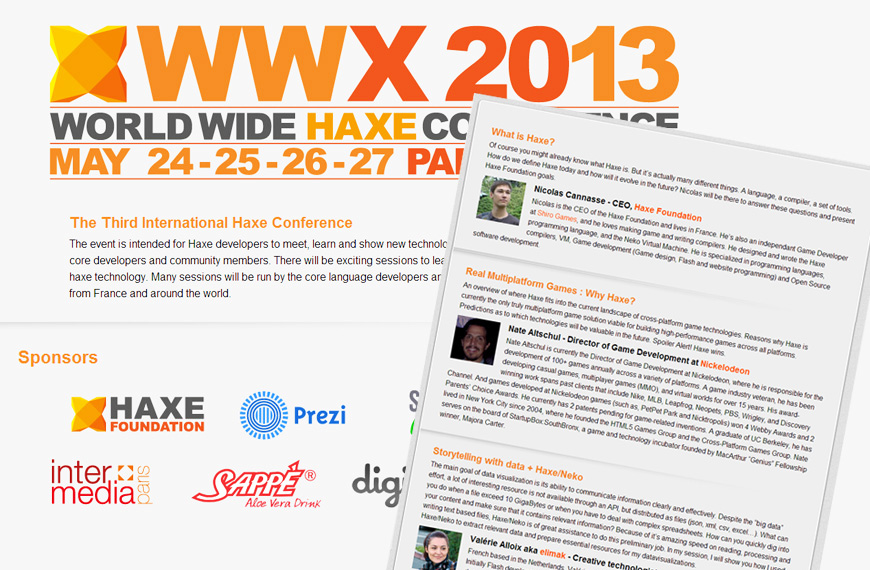 WWX 2013
WORLD WIDE HAXE CO
MAY 24 - 25 - 26 - 27 PA
The Third International Haxe Conference
The event is intended for Haxe developers to meet, learn and show new technolo
core developers and community members. There will be exciting sessions to lea
haxe technology. Many sessions will be run by the core language developers ar
from France and around the world.
Sponsors
HAXE
FOUNDATION
Prezi
inter
media
paris
SAPPÉ®
Aloe Vera Drink
digi
What is Haxe?
Of course you might already know what Haxe is. But it's actually many different things. A language, a compiler, a set of tools.
How do we define Haxe today and how will it evolve in the future? Nicolas will be there to answer these questions and present
Haxe Foundation goals.
Nicolas Cannasse - CEO, Haxe Foundation
Nicolas is the CEO of the Haxe Foundation and lives in France. He's also an independant Game Developer
at Shiro Games, and he loves making game and writing compilers. He designed and wrote the Haxe
programming language, and the Neko Virtual Machine. He is specialized in programming languages,
compilers, VM, Game development (Game design, Flash and website programming) and Open Source
software development.
Real Multiplatform Games : Why Haxe?
An overview of where Haxe fits into the current landscape of cross-platform game technologies. Reasons why Haxe is
currently the only truly multiplatform game solution viable for building high-performance games across all platforms.
Predictions as to which technologies will be valuable in the future. Spoiler Alert! Haxe wins.
Nate Altschul - Director of Game Development at Nickelodeon
Nate Altschul is currently the Director of Game Development at Nickelodeon, where he is responsible for the
development of 100+ games annually across a variety of platforms. A game industry veteran, he has been
developing casual games, multiplayer games (MMO), and virtual worlds for over 15 years. His award-
winning work spans past clients that include Nike, MLB, Leapfrog, Neopets, PBS, Wrigley, and Discovery
Channel. And games developed at Nickelodeon games (such as, PetPet Park and Nicktropolis) won 4 Webby Awards and 2
Parents' Choice Awards. He currently has 2 patents pending for game-related inventions. A graduate of UC Berkeley, he has
lived in New York City since 2004, where he founded the HTML5 Games Group and the Cross-Platform Games Group. Nate
serves on the board of StartupBox:SouthBronx, a game and technology incubator founded by MacArthur "Genius" Fellowship
winner, Majora Carter.
Storytelling with data + Haxe/Neko
The main goal of data visualization is its ability to communicate information clearly and effectively. Despite the "big data"
effort, a lot of interesting resource is not available through an API, but distributed as files (json, xml, csv, excel...). What can
you do when a file exceed 10 GigaBytes or when you have to deal with complex spreadsheets. How can you quickly dig into
your content and make sure that it contains relevant information? Because of it's amazing speed on reading, processing and
writing text based files, Haxe/Neko is of great assistance to do this preliminary job. In my session, I will show you how I used
Haxe/Neko to extract relevant data and prepare essential resources for my datavisualizations.
Valérie Alloix aka elimak - Creative technolo
French based in the Netherlands,
Initially Flash